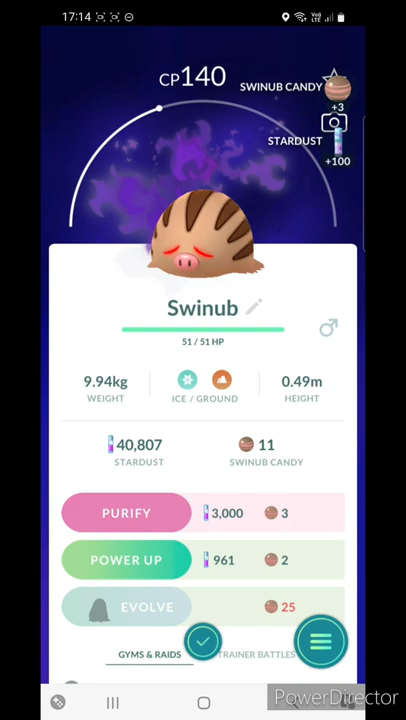 17:14
CP140
SWINUB CANDY
+3
STARDUST
+100
Swinub
51 / 51 HP
9.94kg
WEIGHT
ICE / GROUND
0.49m
HEIGHT
40,807
STARDUST
11
SWINUB CANDY
PURIFY 3,000 3
POWER UP 961 2
EVOLVE 25
GYMS & RAIDS TRAINER BATTLES
PowerDirector